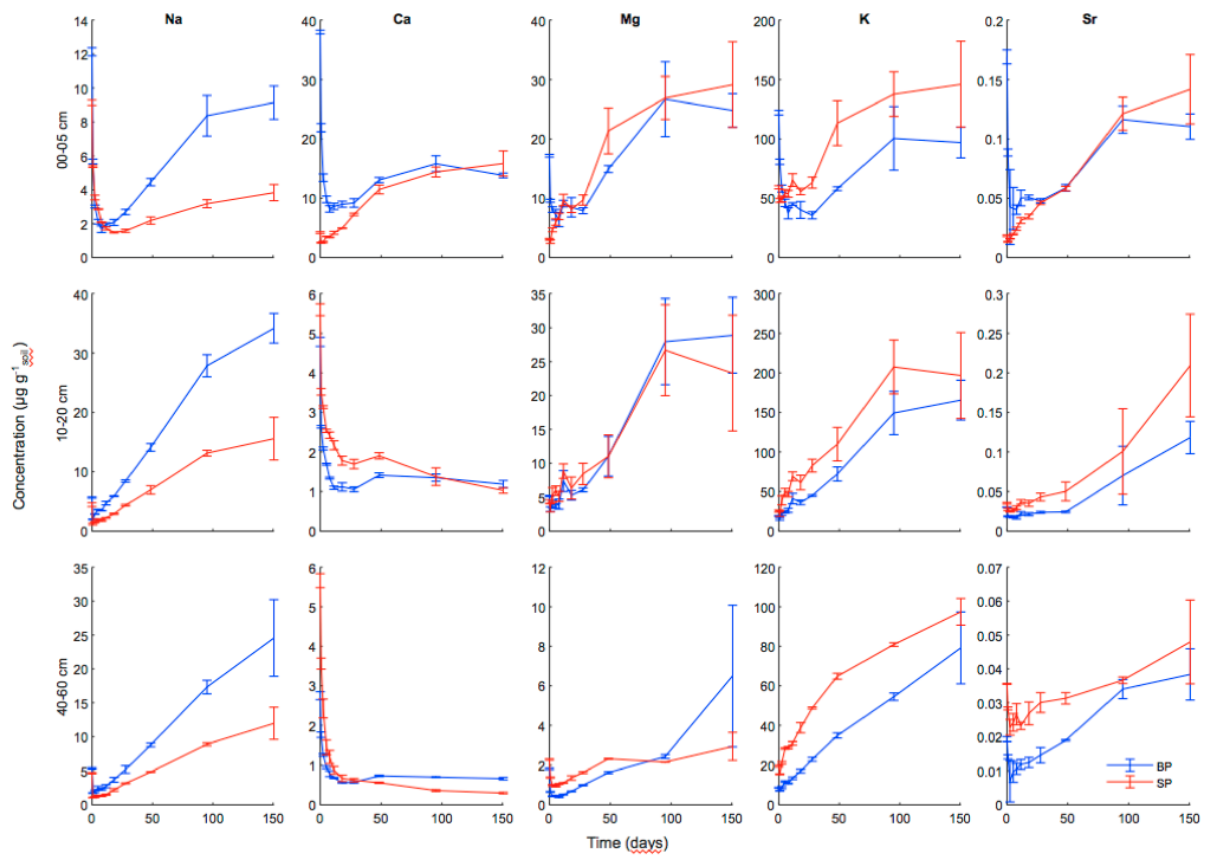 Na Ca Mg K Sr
14 40 40 200 0.2
12
10 30 30 150 0.15
8
00-05 cm
6 20 20 100 0.1
4 10 10 50 0.05
2
0 0 0 0 0
Concentration (µg g⁻¹soil)
40 6 35 300 0.3
5 30 250 0.25
30 4 25 200 0.2
10-20 cm
20 3 20 150 0.15
2 15 100 0.1
10 1 10 50 0.05
5
0 0 0 0 0
35 6 12 140 0.07
30 5 10 120 0.06
25 4 8 100 0.05
40-60 cm
20 80 0.04
15 3 6 60 0.03
10 2 4 40 0.02
5 1 2 20 0.01
BP
SP
0 0 0 0 0
0 50 100 150 0 50 100 150 0 50 100 150 0 50 100 150 0 50 100 150
Time (days)